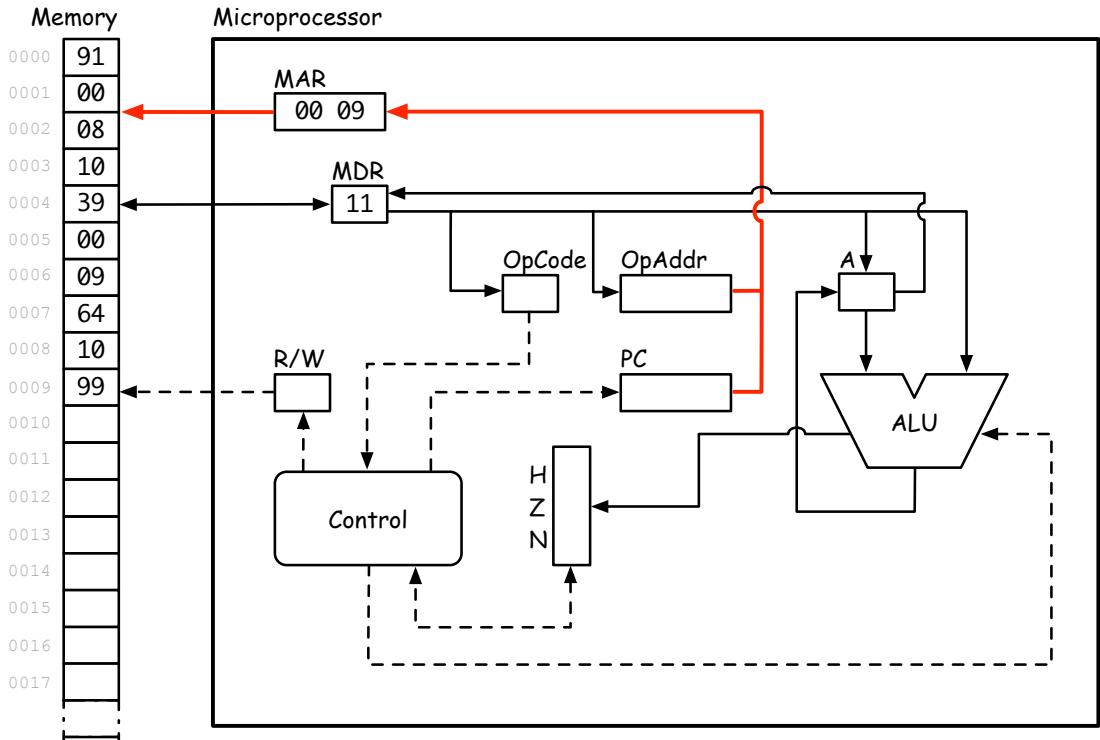 Memory
Microprocessor
0000 91
0001 00
0002 08
0003 10
0004 39
0005 00
0006 09
0007 64
0008 10
0009 99
0010
0011
0012
0013
0014
0015
0016
0017
MAR
00 09
MDR
11
OpCode
OpAddr
A
R/W
PC
ALU
H
Z
N
Control